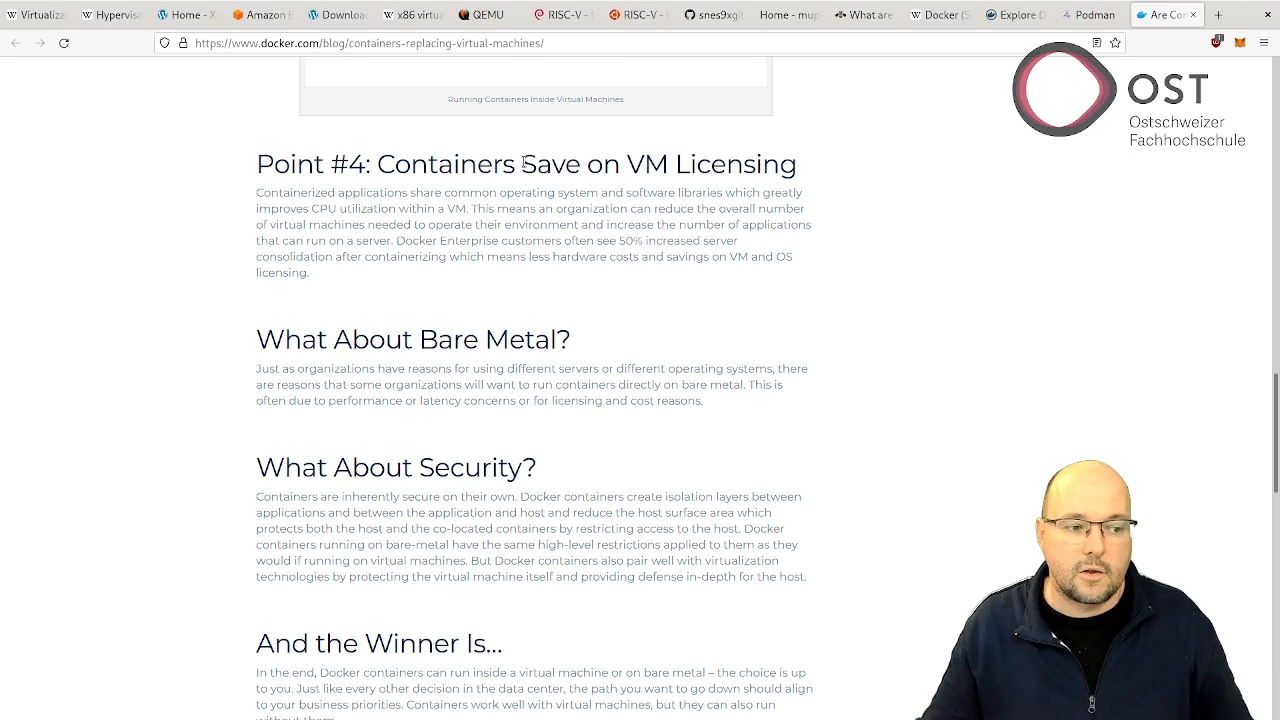 Virtualiza
Hypervis
Home - X
Amazon
Downloa
x86 virtu
QEMU
RISC-V - 
RISC-V - 
snes9x gc
Home - mup
What are
Docker (S
Explore D
Podman
Are Con
https://www.docker.com/blog/containers-replacing-virtual-machines/
OST
Ostschweizer
Fachhochschule
Running Containers Inside Virtual Machines
Point #4: Containers Save on VM Licensing
Containerized applications share common operating system and software libraries which greatly
improves CPU utilization within a VM. This means an organization can reduce the overall number
of virtual machines needed to operate their environment and increase the number of applications
that can run on a server. Docker Enterprise customers often see 50% increased server
consolidation after containerizing which means less hardware costs and savings on VM and OS
licensing.
What About Bare Metal?
Just as organizations have reasons for using different servers or different operating systems, there
are reasons that some organizations will want to run containers directly on bare metal. This is
often due to performance or latency concerns or for licensing and cost reasons.
What About Security?
Containers are inherently secure on their own. Docker containers create isolation layers between
applications and between the application and host and reduce the host surface area which
protects both the host and the co-located containers by restricting access to the host. Docker
containers running on bare-metal have the same high-level restrictions applied to them as they
would if running on virtual machines. But Docker containers also pair well with virtualization
technologies by protecting the virtual machine itself and providing defense in-depth for the host.
And the Winner Is...
In the end, Docker containers can run inside a virtual machine or on bare metal – the choice is up
to you. Just like every other decision in the data center, the path you want to go down should align
to your business priorities. Containers work well with virtual machines, but they can also run
without them.